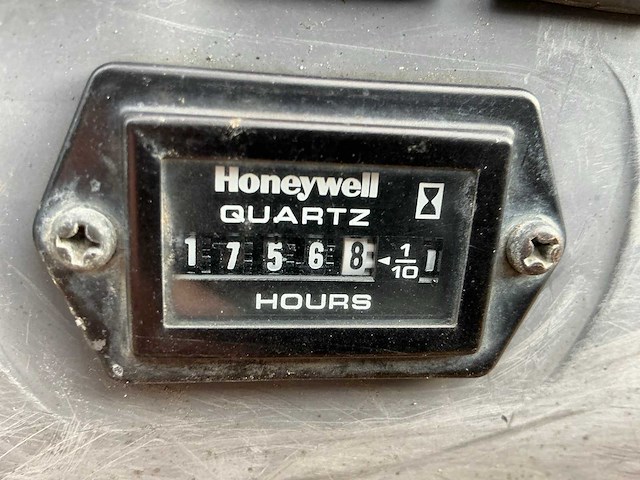 Honeywell
QUARTZ
17568 ◄ 1/10
HOURS